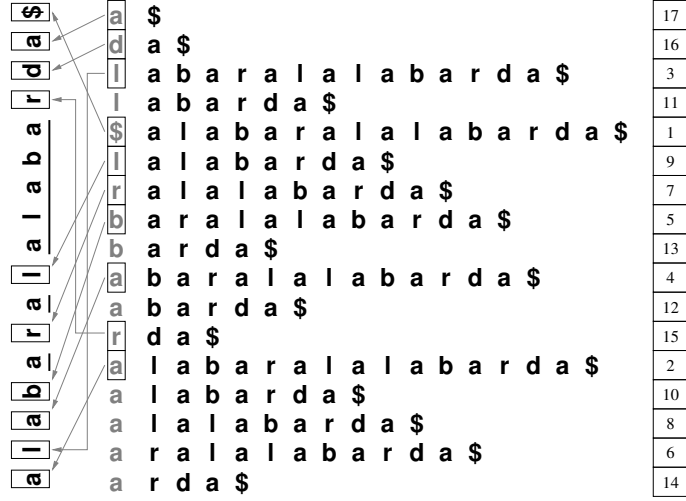 a l a b a r a l a l a b a r d a $
a $ 17
d a $ 16
l a b a r a l a l a b a r d a $ 3
l a b a r d a $ 11
$ a l a b a r a l a l a b a r d a $ 1
l a l a b a r d a $ 9
r a l a l a b a r d a $ 7
b a r a l a l a b a r d a $ 5
b a r d a $ 13
a b a r a l a l a b a r d a $ 4
a b a r d a $ 12
r d a $ 15
a l a b a r a l a l a b a r d a $ 2
a l a b a r d a $ 10
a l a l a b a r d a $ 8
a r a l a l a b a r d a $ 6
a r d a $ 14